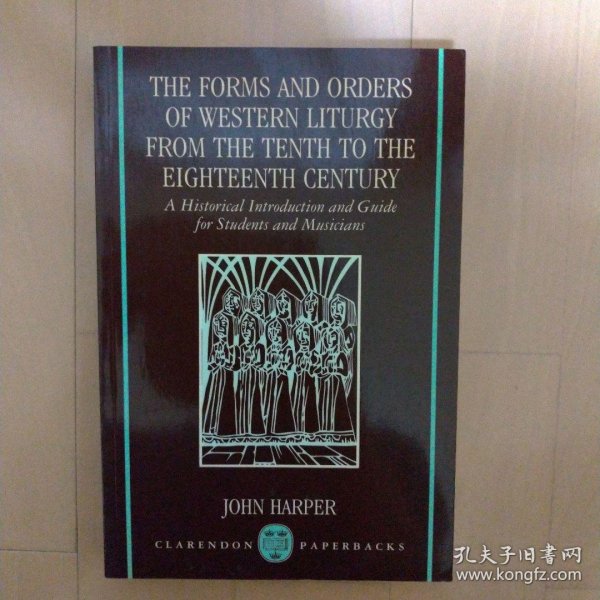 THE FORMS AND ORDERS
OF WESTERN LITURGY
FROM THE TENTH TO THE
EIGHTEENTH CENTURY
A Historical Introduction and Guide
for Students and Musicians
JOHN HARPER
CLARENDON PAPERBACKS
孔夫子旧书网
www.kongfz.com